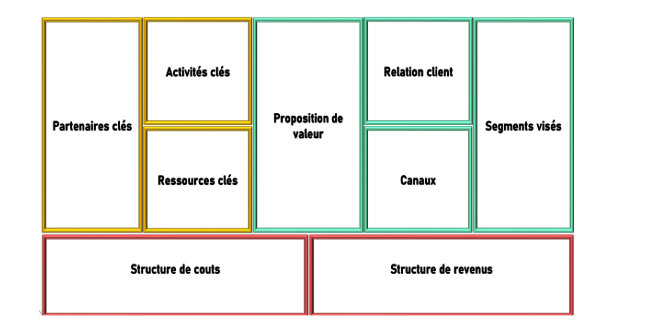 Partenaires clés
Activités clés
Ressources clés
Proposition de
valeur
Relation client
Canaux
Segments visés
Structure de couts
Structure de revenus